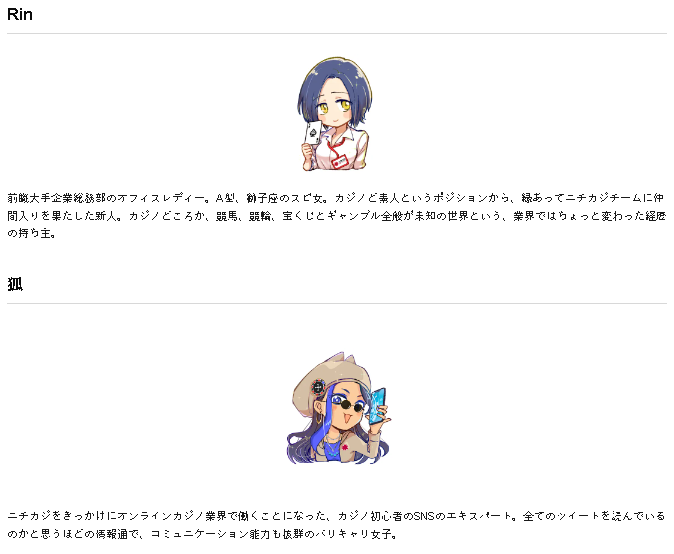 Rin
前職大手企業総務部のオフィスレディー。A型、獅子座のスピ女。カジノど素人というポジションから、縁あってニチカジチームに仲
間入りを果たした新人。カジノどころか、競馬、競輪、宝くじとギャンブル全般が未知の世界という、業界ではちょっと変わった経歴
の持ち主。
狐
ニチカジをきっかけにオンラインカジノ業界で働くことになった、カジノ初心者のSNSのエキスパート。全てのツイートを読んでいる
のかと思うほどの情報通で、コミュニケーション能力も抜群のバリキャリ女子。